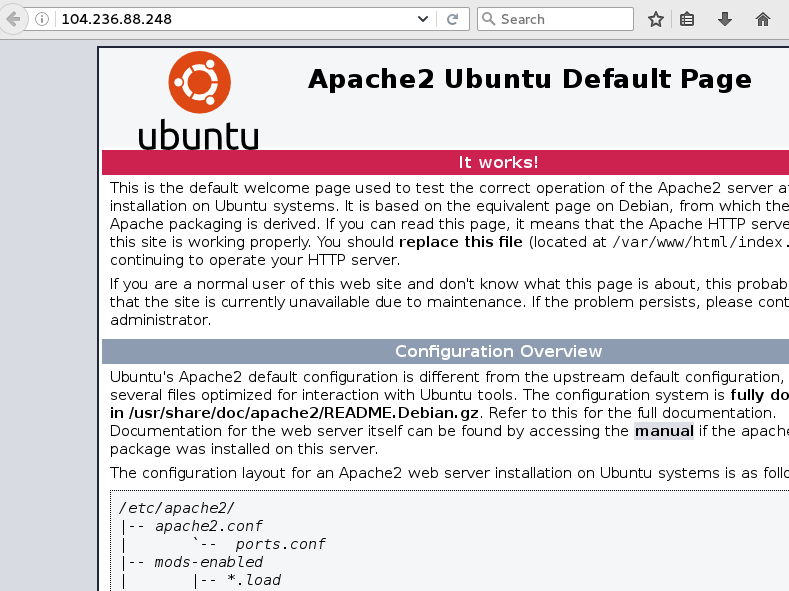 104.236.88.248
Search
ubuntu
Apache2 Ubuntu Default Page
It works!
This is the default welcome page used to test the correct operation of the Apache2 server a
installation on Ubuntu systems. It is based on the equivalent page on Debian, from which the
Apache packaging is derived. If you can read this page, it means that the Apache HTTP serve
this site is working properly. You should replace this file (located at /var/www/html/index.
continuing to operate your HTTP server.
If you are a normal user of this web site and don't know what this page is about, this probab
that the site is currently unavailable due to maintenance. If the problem persists, please cont
administrator.
Configuration Overview
Ubuntu's Apache2 default configuration is different from the upstream default configuration,
several files optimized for interaction with Ubuntu tools. The configuration system is fully do
in /usr/share/doc/apache2/README.Debian.gz. Refer to this for the full documentation.
Documentation for the web server itself can be found by accessing the manual if the apache
package was installed on this server.
The configuration layout for an Apache2 web server installation on Ubuntu systems is as follo
/etc/apache2/
|-- apache2.conf
|       `--  ports.conf
|-- mods-enabled
|       |-- *.load